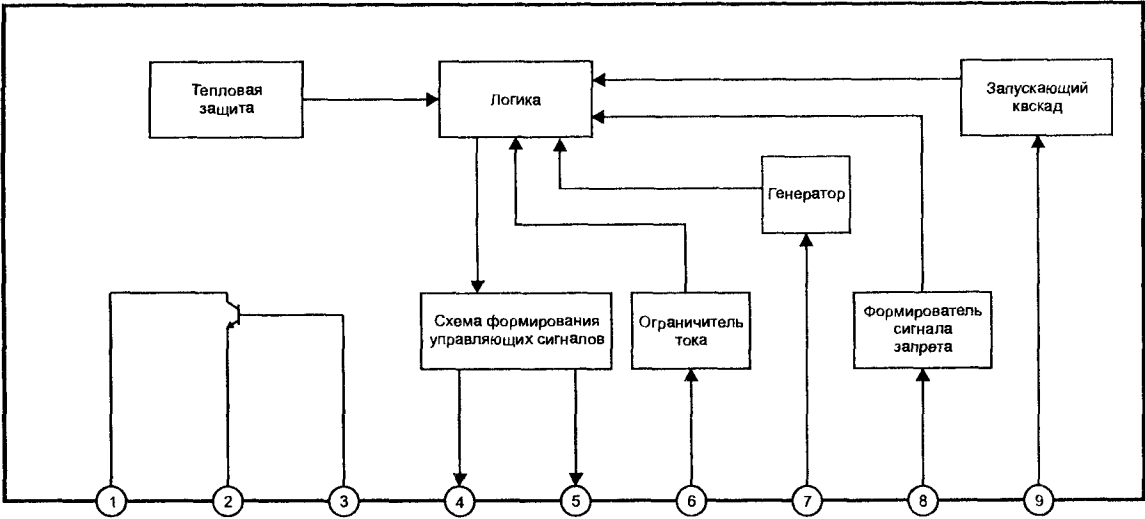 Тепловая
защита
Логика
Запускающий
квскад
Генератор
Схема формирования
управляющих сигналов
Ограничитель
тока
Формирователь
сигнала
запрета
1 2 3 4 5 6 7 8 9